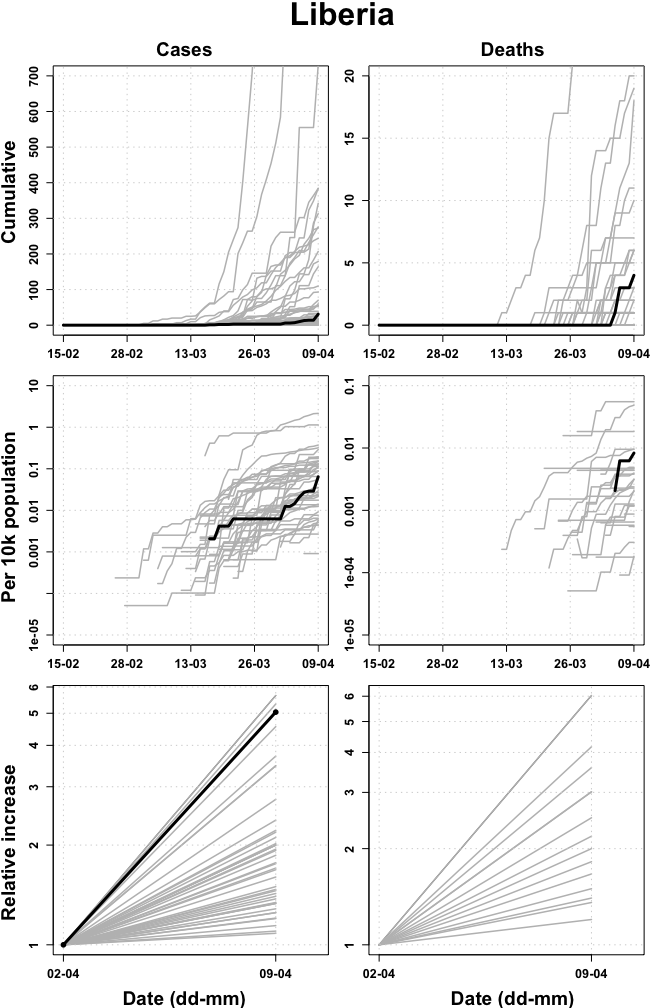 Liberia
Cases Deaths
Cumulative
700
600
500
400
300
200
100
0
15-02 28-02 13-03 26-03 09-04
20
15
10
5
0
15-02 28-02 13-03 26-03 09-04
Per 10k population
10
1
0.1
0.01
0.001
1e-05
15-02 28-02 13-03 26-03 09-04
0.1
0.01
0.001
1e-04
1e-05
15-02 28-02 13-03 26-03 09-04
Relative increase
6
5
4
3
2
1
02-04 09-04
Date (dd-mm)
6
5
4
3
2
1
02-04 09-04
Date (dd-mm)